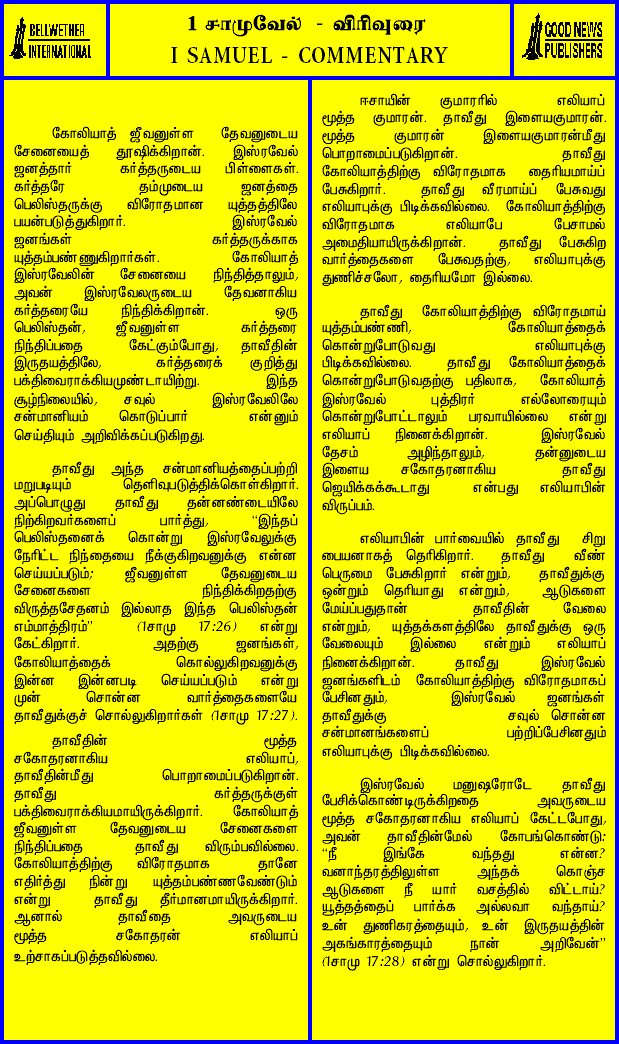 BELLWETHER
INTERNATIONAL
1 சாமுவேல் - விரிவுரை
I SAMUEL - COMMENTARY
GOOD NEWS
PUBLISHERS
கோலியாத் ஜீவனுள்ள தேவனுடைய
சேனையைத் தூஷிக்கிறான். இஸ்ரவேல்
ஜனத்தார் கர்த்தருடைய பிள்ளைகள்.
கர்த்தரே தம்முடைய ஜனத்தை
பெலிஸ்தருக்கு விரோதமான யுத்தத்திலே
பயன்படுத்துகிறார். இஸ்ரவேல்
ஜனங்கள் கர்த்தருக்காக
யுத்தம்பண்ணுகிறார்கள். கோலியாத்
இஸ்ரவேலின் சேனையை நிந்தித்தாலும்,
அவன் இஸ்ரவேலருடைய தேவனாகிய
கர்த்தரையே நிந்திக்கிறான். ஒரு
பெலிஸ்தன், ஜீவனுள்ள கர்த்தரை
நிந்திப்பதை கேட்கும்போது, தாவீதின்
இருதயத்திலே, கர்த்தரைக் குறித்து
பக்திவைராக்கியமுண்டாயிற்று. இந்த
சூழ்நிலையில், சவுல் இஸ்ரவேலிலே
சன்மானியம் கொடுப்பார் என்னும்
செய்தியும் அறிவிக்கப்படுகிறது.
தாவீது அந்த சன்மானியத்தைப்பற்றி
மறுபடியும் தெளிவுபடுத்திக்கொள்கிறார்.
அப்பொழுது தாவீது தன்னண்டையிலே
நிற்கிறவர்களைப் பார்த்து, “இந்தப்
பெலிஸ்தனைக் கொன்று இஸ்ரவேலுக்கு
நேரிட்ட நிந்தையை நீக்குகிறவனுக்கு என்ன
செய்யப்படும்; ஜீவனுள்ள தேவனுடைய
சேனைகளை நிந்திக்கிறதற்கு
விருத்தசேதனம் இல்லாத இந்த பெலிஸ்தன்
எம்மாத்திரம்” (1சாமு 17:26) என்று
கேட்கிறார். அதற்கு ஜனங்கள்,
கோலியாத்தைக் கொல்லுகிறவனுக்கு
இன்ன இன்னபடி செய்யப்படும் என்று
முன் சொன்ன வார்த்தைகளையே
தாவீதுக்குச் சொல்லுகிறார்கள் (1சாமு 17:27).
தாவீதின் மூத்த
சகோதரனாகிய எலியாப்,
தாவீதின்மீது பொறாமைப்படுகிறான்.
தாவீது கர்த்தருக்குள்
பக்திவைராக்கியமாயிருக்கிறார். கோலியாத்
ஜீவனுள்ள தேவனுடைய சேனைகளை
நிந்திப்பதை தாவீது விரும்பவில்லை.
கோலியாத்திற்கு விரோதமாக தானே
எதிர்த்து நின்று யுத்தம்பண்ணவேண்டும்
என்று தாவீது தீர்மானமாயிருக்கிறார்.
ஆனால் தாவீதை அவருடைய
மூத்த சகோதரன் எலியாப்
உற்சாகப்படுத்தவில்லை.
ஈசாயின் குமாரரில் எலியாப்
மூத்த குமாரன். தாவீது இளையகுமாரன்.
மூத்த குமாரன் இளையகுமாரன்மீது
பொறாமைப்படுகிறான். தாவீது
கோலியாத்திற்கு விரோதமாக தைரியமாய்ப்
பேசுகிறார். தாவீது வீரமாய்ப் பேசுவது
எலியாபுக்கு பிடிக்கவில்லை. கோலியாத்திற்கு
விரோதமாக எலியாபே பேசாமல்
அமைதியாயிருக்கிறான். தாவீது பேசுகிற
வார்த்தைகளை பேசுவதற்கு, எலியாபுக்கு
துணிச்சலோ, தைரியமோ இல்லை.
தாவீது கோலியாத்திற்கு விரோதமாய்
யுத்தம்பண்ணி, கோலியாத்தைக்
கொன்றுபோடுவது எலியாபுக்கு
பிடிக்கவில்லை. தாவீது கோலியாத்தைக்
கொன்றுபோடுவதற்கு பதிலாக, கோலியாத்
இஸ்ரவேல் புத்திரர் எல்லோரையும்
கொன்றுபோட்டாலும் பரவாயில்லை என்று
எலியாப் நினைக்கிறான். இஸ்ரவேல்
தேசம் அழிந்தாலும், தன்னுடைய
இளைய சகோதரனாகிய தாவீது
ஜெயிக்கக்கூடாது என்பது எலியாபின்
விருப்பம்.
எலியாபின் பார்வையில் தாவீது சிறு
பையனாகத் தெரிகிறார். தாவீது வீண்
பெருமை பேசுகிறார் என்றும், தாவீதுக்கு
ஒன்றும் தெரியாது என்றும், ஆடுகளை
மேய்ப்பதுதான் தாவீதின் வேலை
என்றும், யுத்தக்களத்திலே தாவீதுக்கு ஒரு
வேலையும் இல்லை என்றும் எலியாப்
நினைக்கிறான். தாவீது இஸ்ரவேல்
ஜனங்களிடம் கோலியாத்திற்கு விரோதமாகப்
பேசினதும், இஸ்ரவேல் ஜனங்கள்
தாவீதுக்கு சவுல் சொன்ன
சன்மானங்களைப் பற்றிப்பேசினதும்
எலியாபுக்கு பிடிக்கவில்லை.
இஸ்ரவேல் மனுஷரோடே தாவீது
பேசிக்கொண்டிருக்கிறதை அவருடைய
மூத்த சகோதரனாகிய எலியாப் கேட்டபோது,
அவன் தாவீதின்மேல் கோபங்கொண்டு:
“நீ இங்கே வந்தது என்ன?
வனாந்தரத்திலுள்ள அந்தக் கொஞ்ச
ஆடுகளை நீ யார் வசத்தில் விட்டாய்?
யூத்தத்தைப் பார்க்க அல்லவா வந்தாய்?
உன் துணிகரத்தையும், உன் இருதயத்தின்
அகங்காரத்தையும் நான் அறிவேன்”
(1சாமு 17:28) என்று சொல்லுகிறார்.